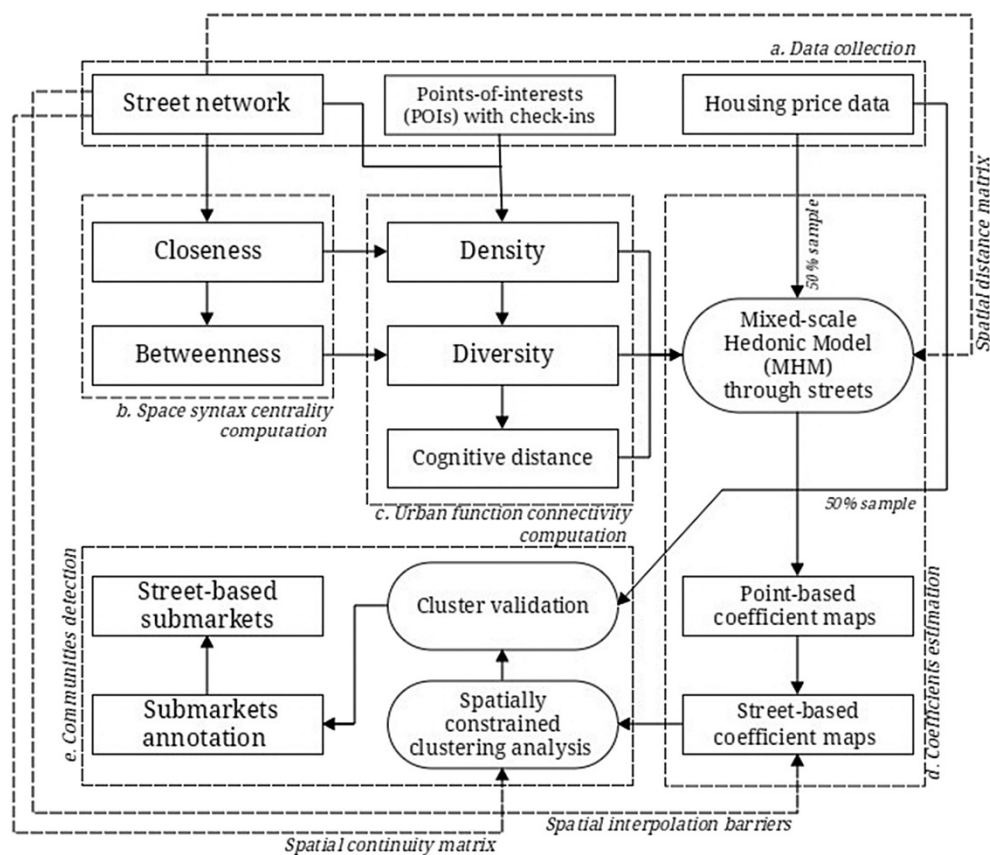 a. Data collection
Street network
Points-of-interests
(POIs) with check-ins
Housing price data
Spatial distance matrix
50% sample
Closeness
Density
Betweenness
Diversity
Mixed-scale
Hedonic Model
(MHM)
through streets
b. Space syntax centrality
computation
Cognitive distance
c. Urban function connectivity
computation
50% sample
e. Communities detection
Street-based
submarkets
Cluster validation
Point-based
coefficient maps
d. Coefficients estimation
Submarkets
annotation
Spatially
constrained
clustering analysis
Street-based
coefficient maps
Spatial interpolation barriers
Spatial continuity matrix